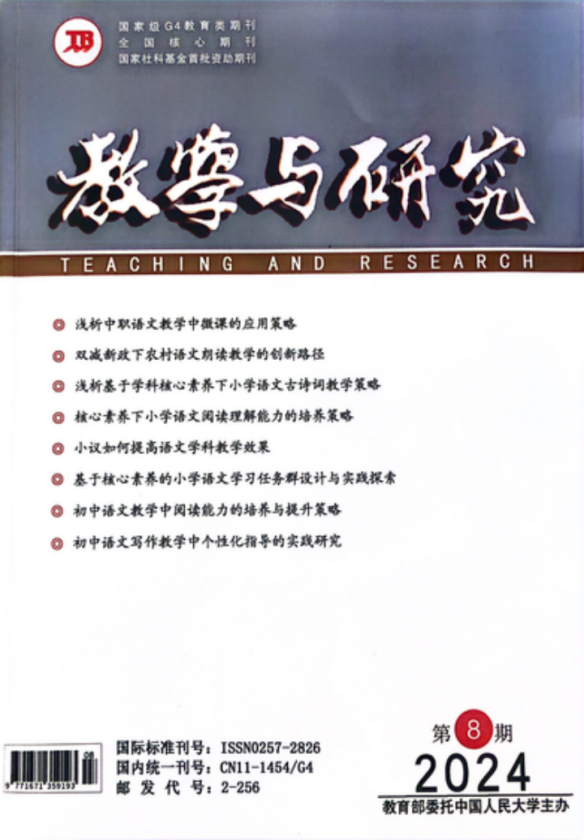 国家级G4教育类期刊
全国核心期刊
国家社科基金首批资助期刊
教学与研究
TEACHING AND RESEARCH
浅析中职语文教学中微课的应用策略
双减新政下农村语文朗读教学的创新路径
浅析基于学科核心素养下小学语文古诗词教学策略
核心素养下小学语文阅读理解能力的培养策略
小议如何提高语文学科教学效果
基于核心素养的小学语文学习任务群设计与实践探索
初中语文教学中阅读能力的培养与提升策略
初中语文写作教学中个性化指导的实践研究
第8期
2024
教育部委托中国人民大学主办
国际标准刊号：ISSN0257-2826
国内统一刊号：CN11-1454/G4
邮发代号：2-256
08
9 771671 359193